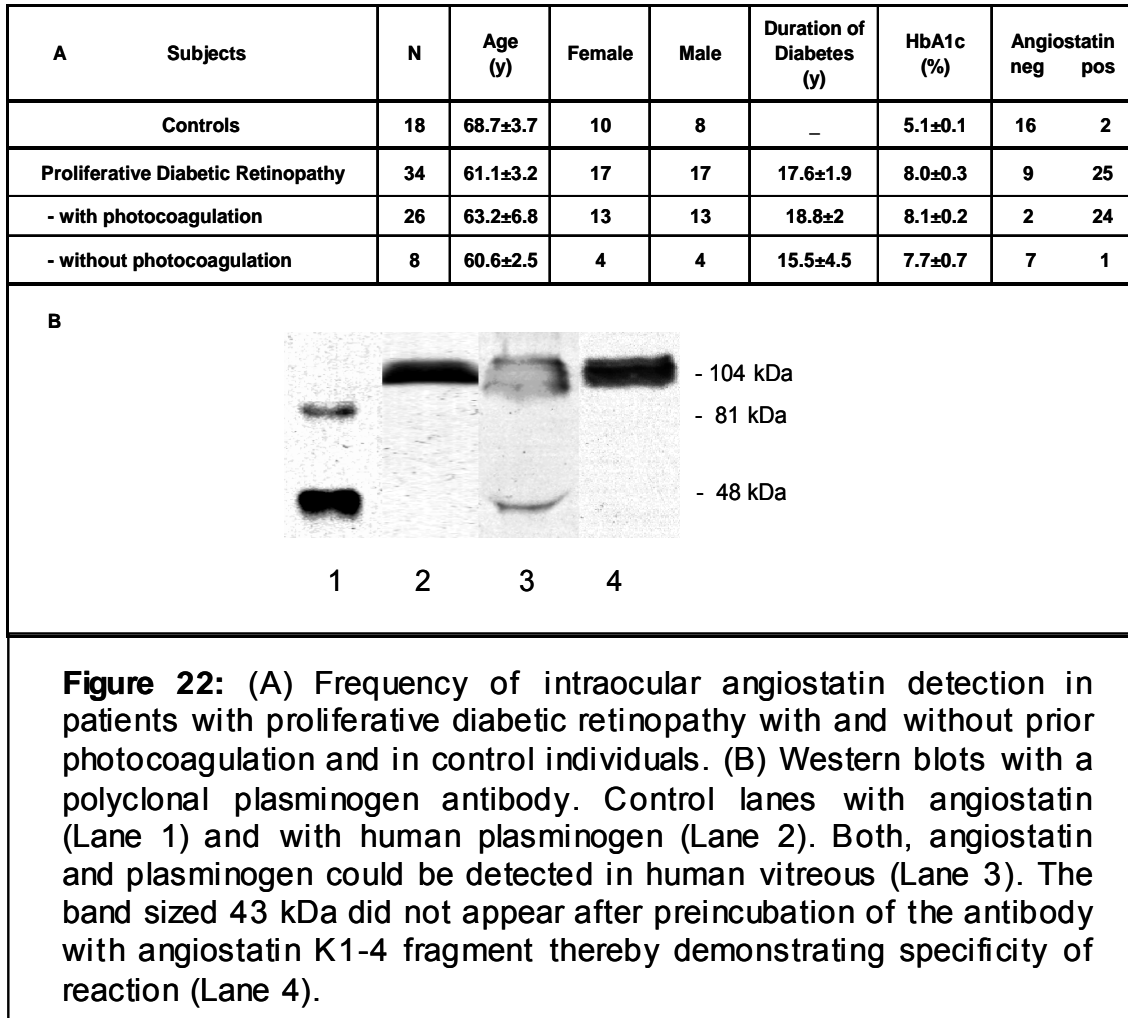 A Subjects N Age (y) Female Male Duration of Diabetes (y) HbA1c (%) Angiostatin neg pos
Controls 18 68.7±3.7 10 8 _ 5.1±0.1 16 2
Proliferative Diabetic Retinopathy 34 61.1±3.2 17 17 17.6±1.9 8.0±0.3 9 25
- with photocoagulation 26 63.2±6.8 13 13 18.8±2 8.1±0.2 2 24
- without photocoagulation 8 60.6±2.5 4 4 15.5±4.5 7.7±0.7 7 1
B
- 104 kDa
- 81 kDa
- 48 kDa
1 2 3 4
Figure 22: (A) Frequency of intraocular angiostatin detection in
patients with proliferative diabetic retinopathy with and without prior
photocoagulation and in control individuals. (B) Western blots with a
polyclonal plasminogen antibody. Control lanes with angiostatin
(Lane 1) and with human plasminogen (Lane 2). Both, angiostatin
and plasminogen could be detected in human vitreous (Lane 3). The
band sized 43 kDa did not appear after preincubation of the antibody
with angiostatin K1-4 fragment thereby demonstrating specificity of
reaction (Lane 4).